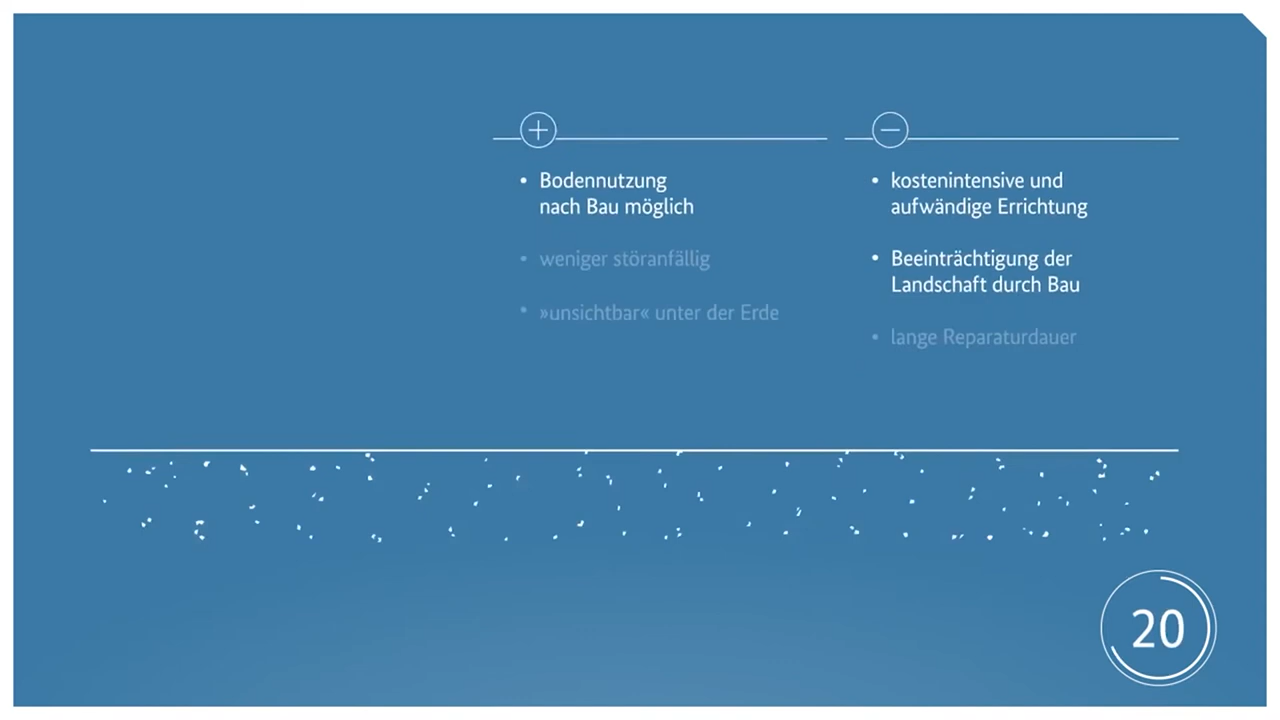 Bodennutzung
nach Bau möglich
weniger störanfällig
»unsichtbar« unter der Erde
kostenintensive und
aufwändige Errichtung
Beeinträchtigung der
Landschaft durch Bau
lange Reparaturdauer
20